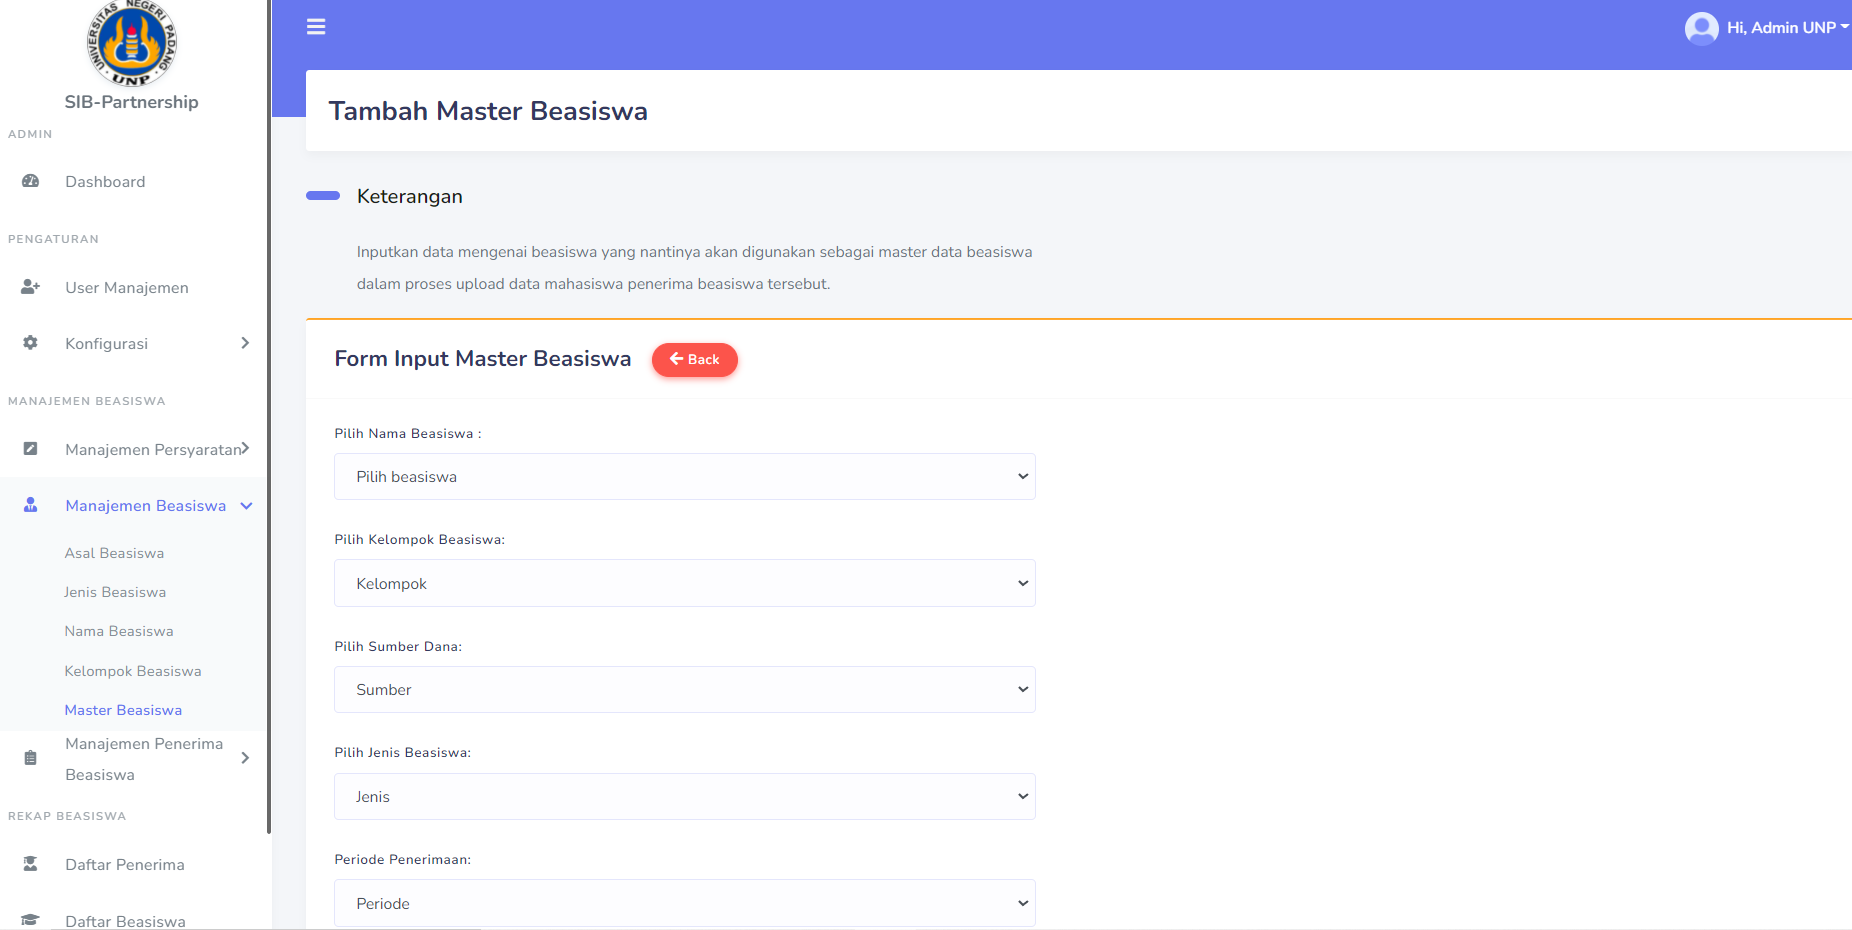 UNIVERSITAS NEGERI PADANG
UNP
SIB-Partnership
ADMIN
Dashboard
PENGATURAN
User Manajemen
Konfigurasi
MANAJEMEN BEASISWA
Manajemen Persyaratan
Manajemen Beasiswa
Asal Beasiswa
Jenis Beasiswa
Nama Beasiswa
Kelompok Beasiswa
Master Beasiswa
Manajemen Penerima
Beasiswa
REKAP BEASISWA
Daftar Penerima
Daftar Beasiswa
Hi, Admin UNP
Tambah Master Beasiswa
Keterangan
Inputkan data mengenai beasiswa yang nantinya akan digunakan sebagai master data beasiswa
dalam proses upload data mahasiswa penerima beasiswa tersebut.
Form Input Master Beasiswa
Back
Pilih Nama Beasiswa :
Pilih beasiswa
Pilih Kelompok Beasiswa:
Kelompok
Pilih Sumber Dana:
Sumber
Pilih Jenis Beasiswa:
Jenis
Periode Penerimaan:
Periode